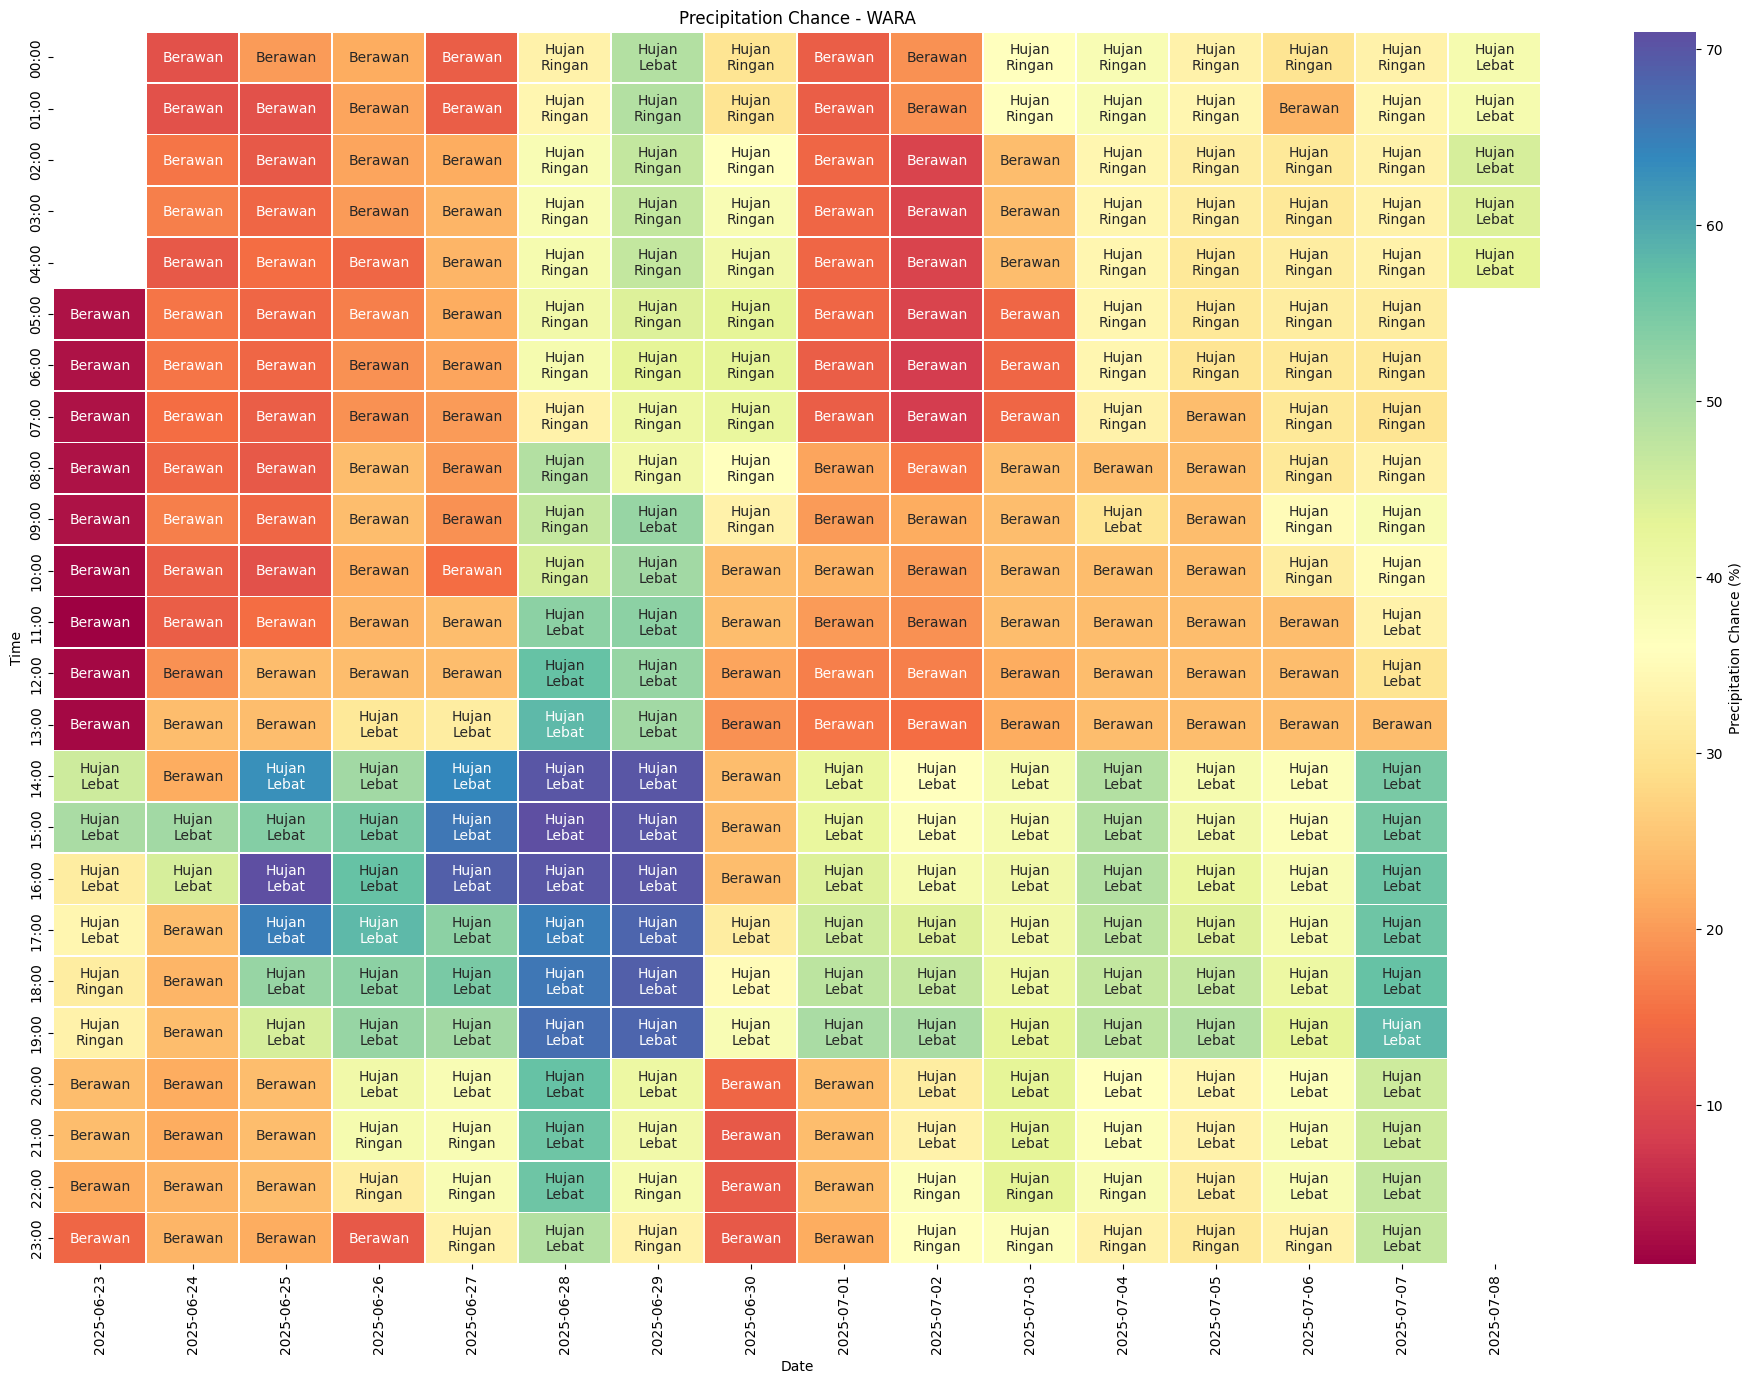 Precipitation Chance - WARA
00:00 Berawan Berawan Berawan Berawan Hujan Ringan Hujan Lebat Hujan Ringan Berawan Berawan Hujan Ringan Hujan Ringan Hujan Ringan Hujan Ringan Hujan Ringan Hujan Lebat
01:00 Berawan Berawan Berawan Berawan Hujan Ringan Hujan Ringan Hujan Ringan Berawan Berawan Hujan Ringan Hujan Ringan Hujan Ringan Berawan Hujan Ringan Hujan Lebat
02:00 Berawan Berawan Berawan Berawan Hujan Ringan Hujan Ringan Hujan Ringan Berawan Berawan Berawan Hujan Ringan Hujan Ringan Hujan Ringan Hujan Ringan Hujan Lebat
03:00 Berawan Berawan Berawan Berawan Hujan Ringan Hujan Ringan Hujan Ringan Berawan Berawan Berawan Hujan Ringan Hujan Ringan Hujan Ringan Hujan Ringan Hujan Lebat
04:00 Berawan Berawan Berawan Berawan Hujan Ringan Hujan Ringan Hujan Ringan Berawan Berawan Berawan Hujan Ringan Hujan Ringan Hujan Ringan Hujan Ringan Hujan Lebat
05:00 Berawan Berawan Berawan Berawan Berawan Hujan Ringan Hujan Ringan Hujan Ringan Berawan Berawan Berawan Hujan Ringan Hujan Ringan Hujan Ringan Hujan Ringan
06:00 Berawan Berawan Berawan Berawan Berawan Hujan Ringan Hujan Ringan Hujan Ringan Berawan Berawan Berawan Hujan Ringan Hujan Ringan Hujan Ringan Hujan Ringan
07:00 Berawan Berawan Berawan Berawan Berawan Hujan Ringan Hujan Ringan Hujan Ringan Berawan Berawan Berawan Hujan Ringan Berawan Hujan Ringan Hujan Ringan
08:00 Berawan Berawan Berawan Berawan Berawan Hujan Ringan Hujan Ringan Hujan Ringan Berawan Berawan Berawan Berawan Berawan Hujan Ringan Hujan Ringan
09:00 Berawan Berawan Berawan Berawan Berawan Hujan Ringan Hujan Lebat Hujan Ringan Berawan Berawan Berawan Hujan Lebat Berawan Hujan Ringan Hujan Ringan
10:00 Berawan Berawan Berawan Berawan Berawan Hujan Ringan Hujan Lebat Berawan Berawan Berawan Berawan Berawan Berawan Hujan Ringan Hujan Ringan
11:00 Berawan Berawan Berawan Berawan Berawan Hujan Lebat Hujan Lebat Berawan Berawan Berawan Berawan Berawan Berawan Berawan Hujan Lebat
12:00 Berawan Berawan Berawan Berawan Berawan Hujan Lebat Hujan Lebat Berawan Berawan Berawan Berawan Berawan Berawan Berawan Hujan Lebat
13:00 Berawan Berawan Berawan Hujan Lebat Hujan Lebat Hujan Lebat Hujan Lebat Berawan Berawan Berawan Berawan Berawan Berawan Berawan Berawan
14:00 Hujan Lebat Berawan Hujan Lebat Hujan Lebat Hujan Lebat Hujan Lebat Hujan Lebat Berawan Hujan Lebat Hujan Lebat Hujan Lebat Hujan Lebat Hujan Lebat Hujan Lebat Hujan Lebat
15:00 Hujan Lebat Hujan Lebat Hujan Lebat Hujan Lebat Hujan Lebat Hujan Lebat Hujan Lebat Berawan Hujan Lebat Hujan Lebat Hujan Lebat Hujan Lebat Hujan Lebat Hujan Lebat Hujan Lebat
16:00 Hujan Lebat Hujan Lebat Hujan Lebat Hujan Lebat Hujan Lebat Hujan Lebat Hujan Lebat Berawan Hujan Lebat Hujan Lebat Hujan Lebat Hujan Lebat Hujan Lebat Hujan Lebat Hujan Lebat
17:00 Hujan Lebat Berawan Hujan Lebat Hujan Lebat Hujan Lebat Hujan Lebat Hujan Lebat Hujan Lebat Hujan Lebat Hujan Lebat Hujan Lebat Hujan Lebat Hujan Lebat Hujan Lebat Hujan Lebat
18:00 Hujan Ringan Berawan Hujan Lebat Hujan Lebat Hujan Lebat Hujan Lebat Hujan Lebat Hujan Lebat Hujan Lebat Hujan Lebat Hujan Lebat Hujan Lebat Hujan Lebat Hujan Lebat Hujan Lebat
19:00 Hujan Ringan Berawan Hujan Lebat Hujan Lebat Hujan Lebat Hujan Lebat Hujan Lebat Hujan Lebat Hujan Lebat Hujan Lebat Hujan Lebat Hujan Lebat Hujan Lebat Hujan Lebat Hujan Lebat
20:00 Berawan Berawan Berawan Hujan Lebat Hujan Lebat Hujan Lebat Hujan Lebat Berawan Berawan Hujan Lebat Hujan Lebat Hujan Lebat Hujan Lebat Hujan Lebat Hujan Lebat
21:00 Berawan Berawan Berawan Hujan Ringan Hujan Ringan Hujan Lebat Hujan Lebat Berawan Berawan Hujan Lebat Hujan Lebat Hujan Lebat Hujan Lebat Hujan Lebat Hujan Lebat
22:00 Berawan Berawan Berawan Hujan Ringan Hujan Ringan Hujan Lebat Hujan Ringan Berawan Berawan Hujan Ringan Hujan Ringan Hujan Ringan Hujan Lebat Hujan Lebat Hujan Lebat
23:00 Berawan Berawan Berawan Berawan Hujan Ringan Hujan Lebat Hujan Ringan Berawan Berawan Hujan Ringan Hujan Ringan Hujan Ringan Hujan Ringan Hujan Ringan Hujan Lebat
2025-06-23 2025-06-24 2025-06-25 2025-06-26 2025-06-27 2025-06-28 2025-06-29 2025-06-30 2025-07-01 2025-07-02 2025-07-03 2025-07-04 2025-07-05 2025-07-06 2025-07-07 2025-07-08
Date
Time
70
60
50
40
30
20
10
Precipitation Chance (%)